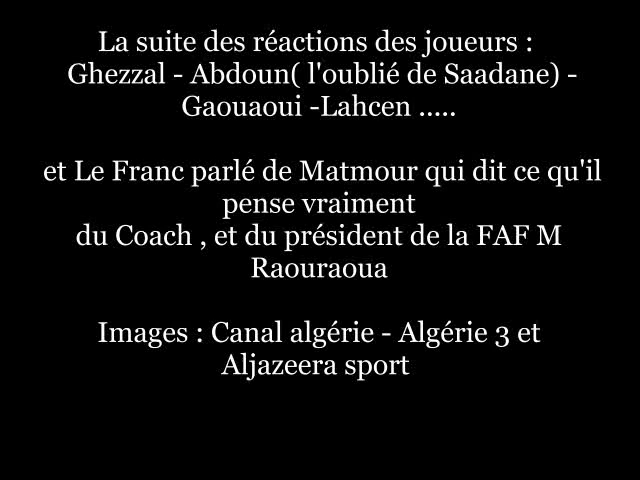 La suite des réactions des joueurs :
Ghezzal - Abdoun( l'oublié de Saadane) -
Gaouaoui -Lahcen .....
et Le Franc parlé de Matmour qui dit ce qu'il
pense vraiment
du Coach , et du président de la FAF M
Raouraoua
Images : Canal algérie - Algérie 3 et
Aljazeera sport